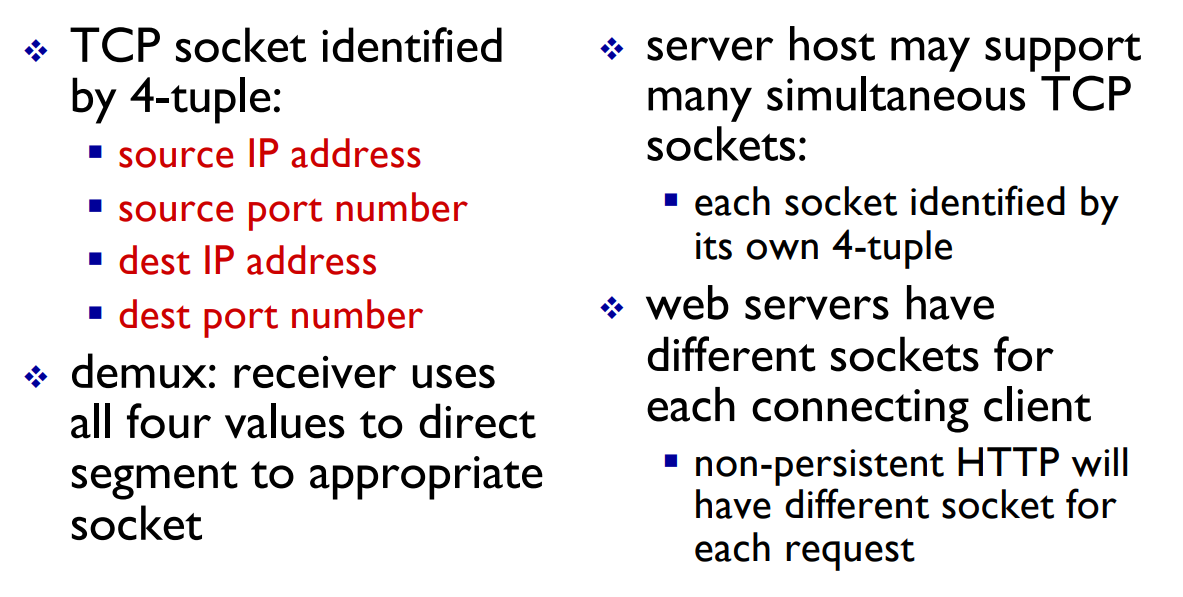 ❖ TCP socket identified
by 4-tuple:
▪ source IP address
▪ source port number
▪ dest IP address
▪ dest port number
❖ demux: receiver uses
all four values to direct
segment to appropriate
socket
❖ server host may support
many simultaneous TCP
sockets:
▪ each socket identified by
its own 4-tuple
❖ web servers have
different sockets for
each connecting client
▪ non-persistent HTTP will
have different socket for
each request